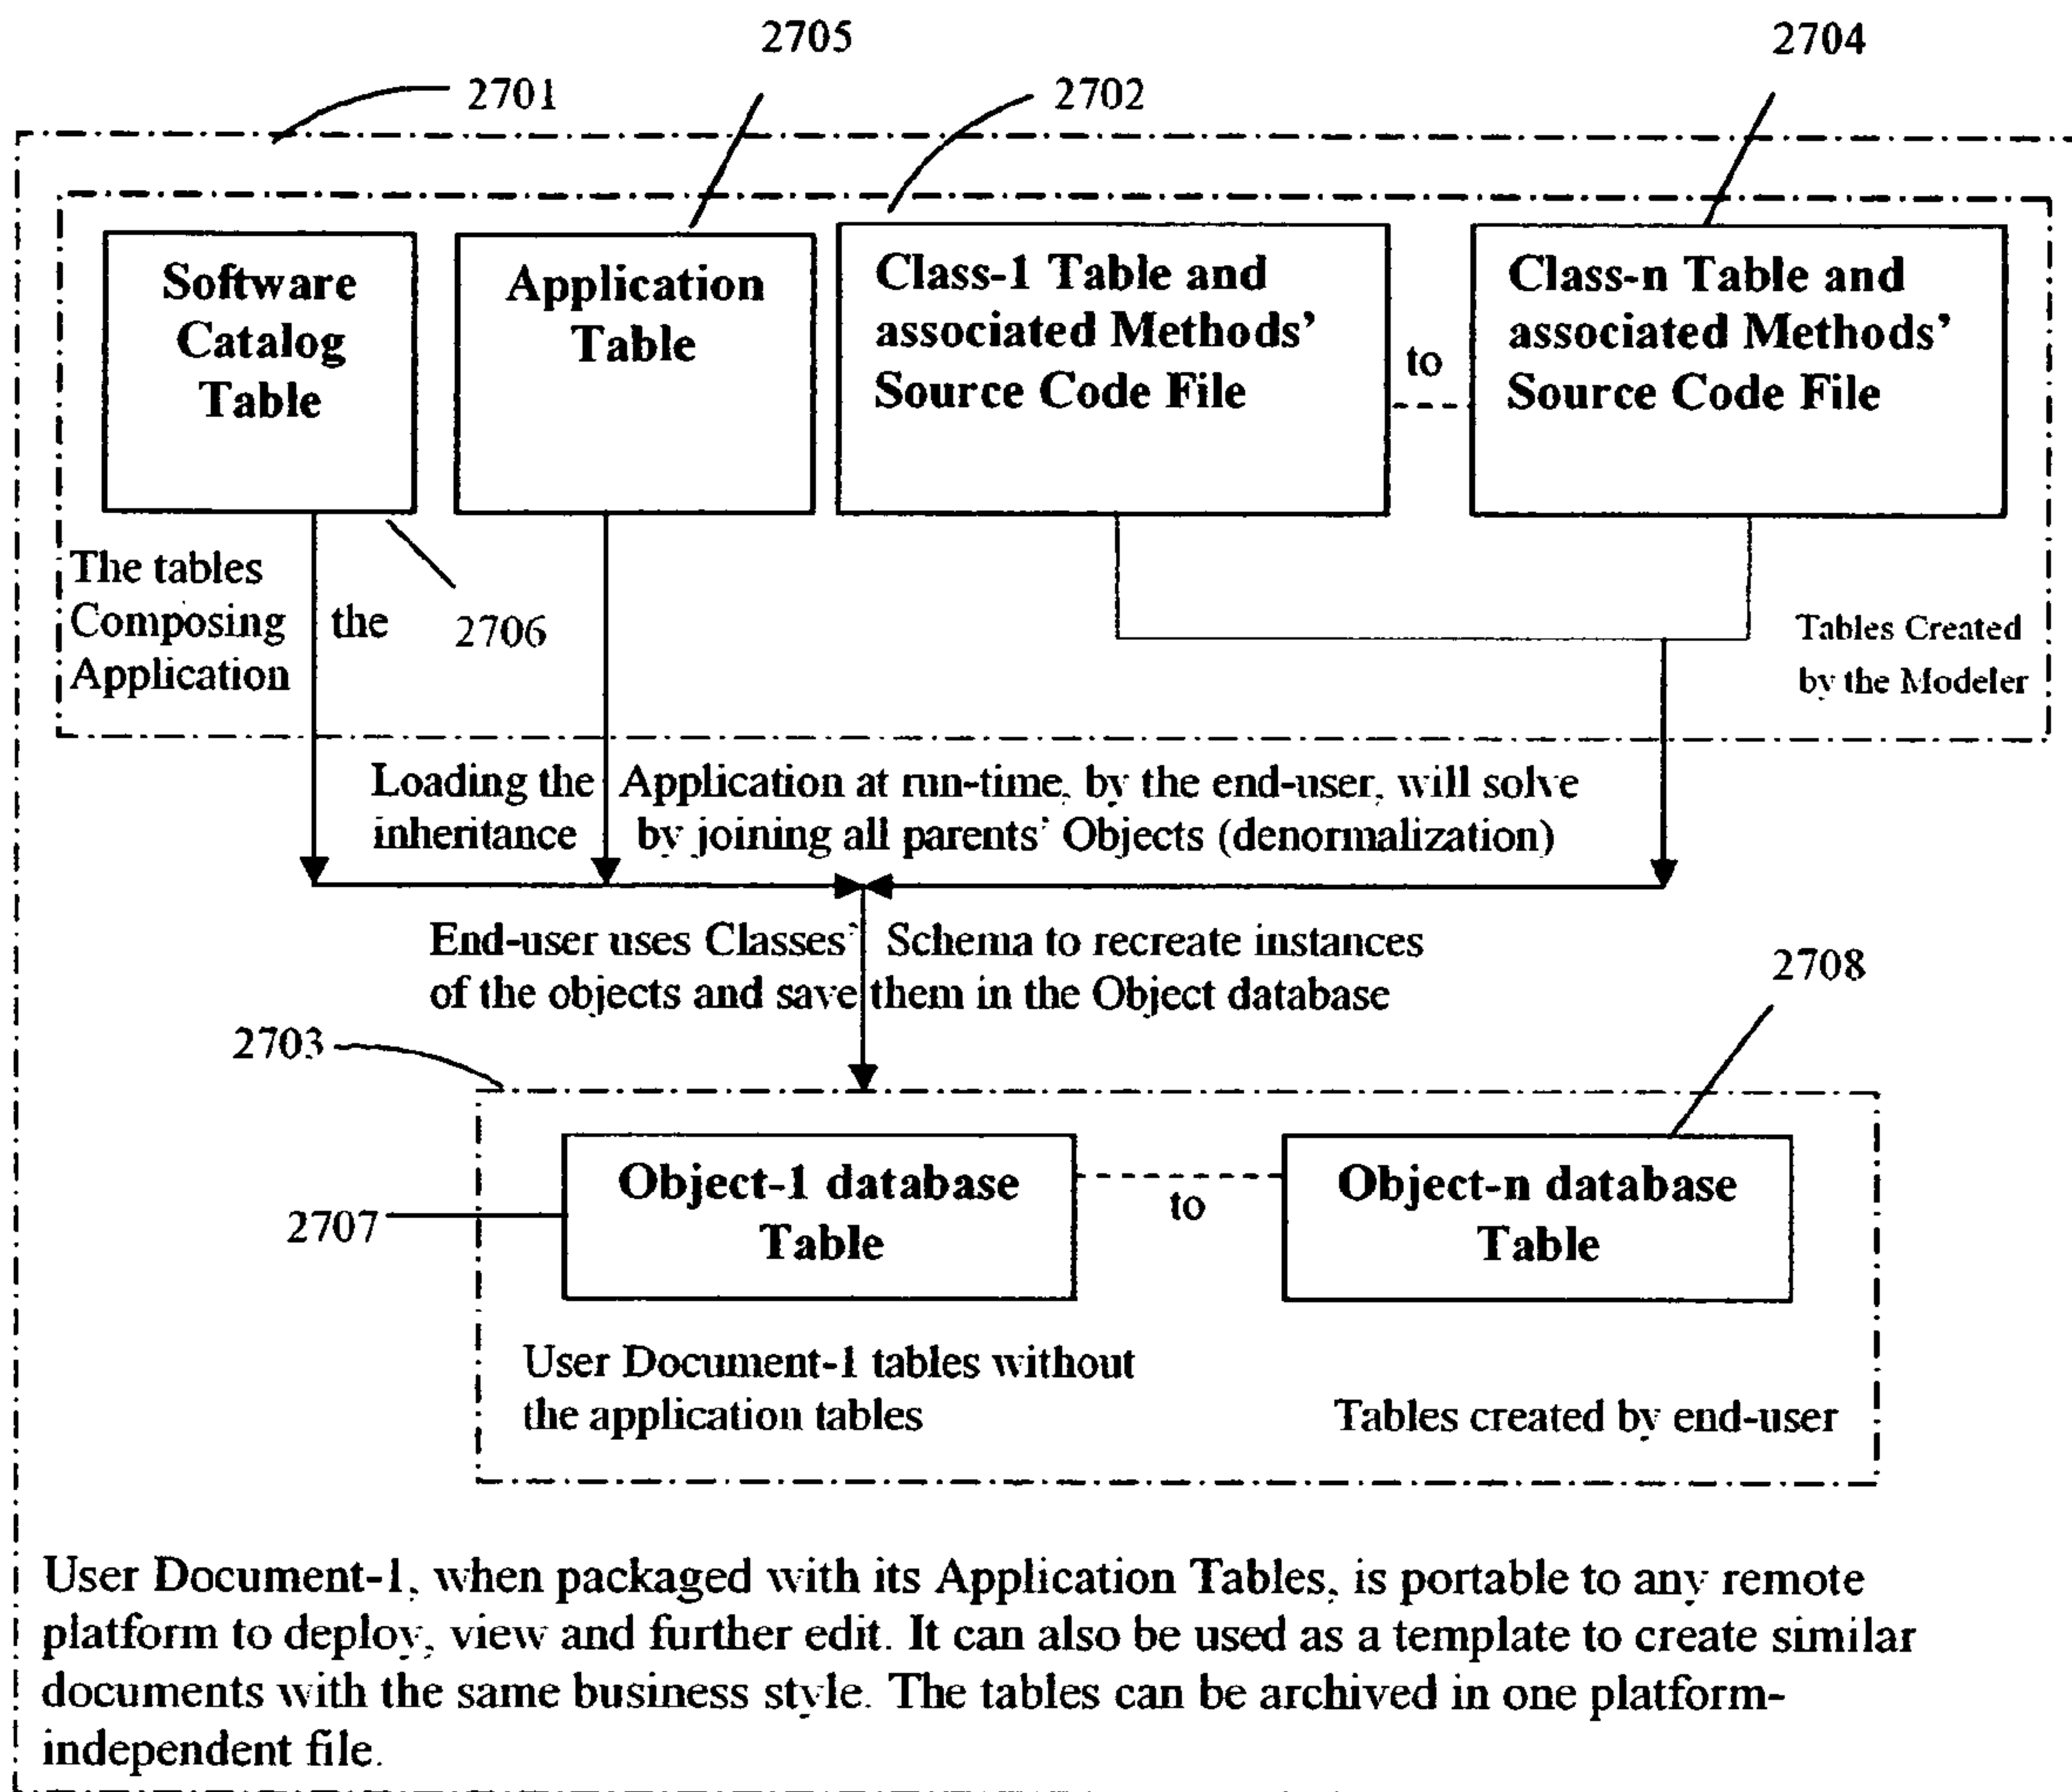 2705
2704
2701
2702
Software
Catalog
Table
Application
Table
Class-1 Table and
associated Methods’
Source Code File
to
Class-n Table and
associated Methods’
Source Code File
The tables
Composing the
Application
2706
Tables Created
by the Modeler
Loading the Application at run-time, by the end-user, will solve
inheritance by joining all parents’ Objects (denormalization)
End-user uses Classes’ Schema to recreate instances
of the objects and save them in the Object database
2708
2703
Object-1 database
Table
to
Object-n database
Table
2707
User Document-1 tables without
the application tables
Tables created by end-user
User Document-1, when packaged with its Application Tables, is portable to any remote
platform to deploy, view and further edit. It can also be used as a template to create similar
documents with the same business style. The tables can be archived in one platform-
independent file.